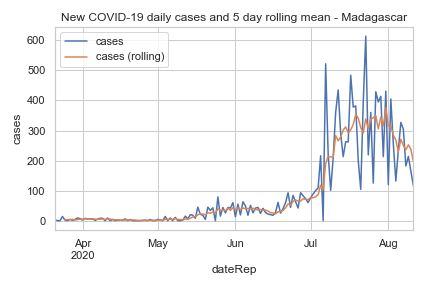 New COVID-19 daily cases and 5 day rolling mean - Madagascar
cases
cases (rolling)
600
500
400
300
200
100
0
cases
Apr
2020
May
Jun
Jul
Aug
dateRep